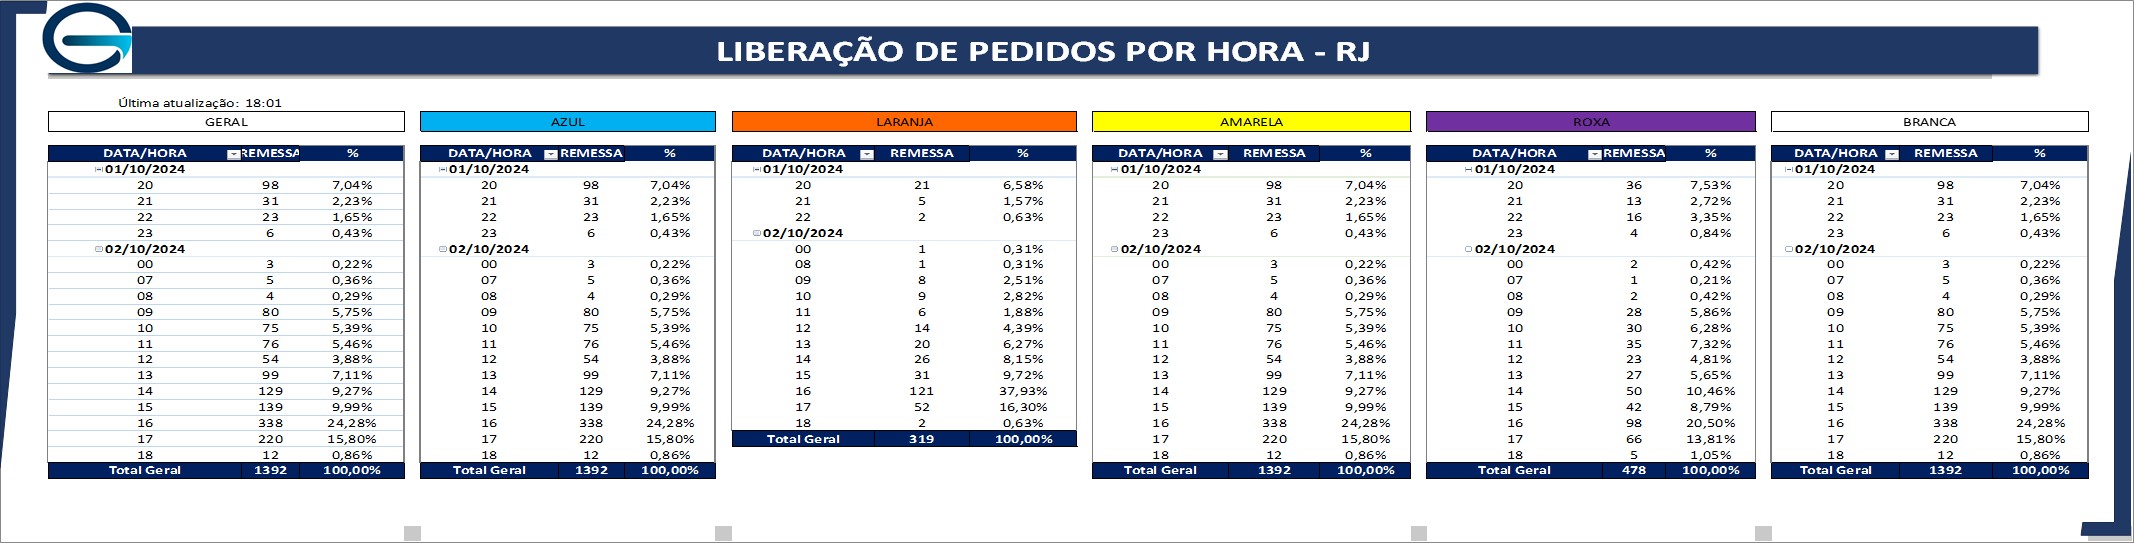 LIBERAÇÃO DE PEDIDOS POR HORA - RJ
Última atualização: 18:01
GERAL AZUL LARANJA AMARELA ROXA BRANCA
DATA/HORA REMESSA % DATA/HORA REMESSA % DATA/HORA REMESSA % DATA/HORA REMESSA % DATA/HORA REMESSA % DATA/HORA REMESSA %
01/10/2024 01/10/2024 01/10/2024 01/10/2024 01/10/2024 01/10/2024
20 98 7,04% 20 98 7,04% 20 21 6,58% 20 98 7,04% 20 36 7,53% 20 98 7,04%
21 31 2,23% 21 31 2,23% 21 5 1,57% 21 31 2,23% 21 13 2,72% 21 31 2,23%
22 23 1,65% 22 23 1,65% 22 2 0,63% 22 23 1,65% 22 16 3,35% 22 23 1,65%
23 6 0,43% 23 6 0,43% 02/10/2024 23 6 0,43% 23 4 0,84% 23 6 0,43%
02/10/2024 02/10/2024 00 1 0,31% 02/10/2024 02/10/2024 02/10/2024
00 3 0,22% 00 3 0,22% 08 1 0,31% 00 3 0,22% 00 2 0,42% 00 3 0,22%
07 5 0,36% 07 5 0,36% 09 8 2,51% 07 5 0,36% 07 1 0,21% 07 5 0,36%
08 4 0,29% 08 4 0,29% 10 9 2,82% 08 4 0,29% 08 2 0,42% 08 4 0,29%
09 80 5,75% 09 80 5,75% 11 6 1,88% 09 80 5,75% 09 28 5,86% 09 80 5,75%
10 75 5,39% 10 75 5,39% 12 14 4,39% 10 75 5,39% 10 30 6,28% 10 75 5,39%
11 76 5,46% 11 76 5,46% 13 20 6,27% 11 76 5,46% 11 35 7,32% 11 76 5,46%
12 54 3,88% 12 54 3,88% 14 26 8,15% 12 54 3,88% 12 23 4,81% 12 54 3,88%
13 99 7,11% 13 99 7,11% 15 31 9,72% 13 99 7,11% 13 27 5,65% 13 99 7,11%
14 129 9,27% 14 129 9,27% 16 121 37,93% 14 129 9,27% 14 50 10,46% 14 129 9,27%
15 139 9,99% 15 139 9,99% 17 52 16,30% 15 139 9,99% 15 42 8,79% 15 139 9,99%
16 338 24,28% 16 338 24,28% 18 2 0,63% 16 338 24,28% 16 98 20,50% 16 338 24,28%
17 220 15,80% 17 220 15,80% Total Geral 319 100,00% 17 220 15,80% 17 66 13,81% 17 220 15,80%
18 12 0,86% 18 12 0,86% 18 12 0,86% 18 5 1,05% 18 12 0,86%
Total Geral 1392 100,00% Total Geral 1392 100,00% Total Geral 1392 100,00% Total Geral 478 100,00% Total Geral 1392 100,00%